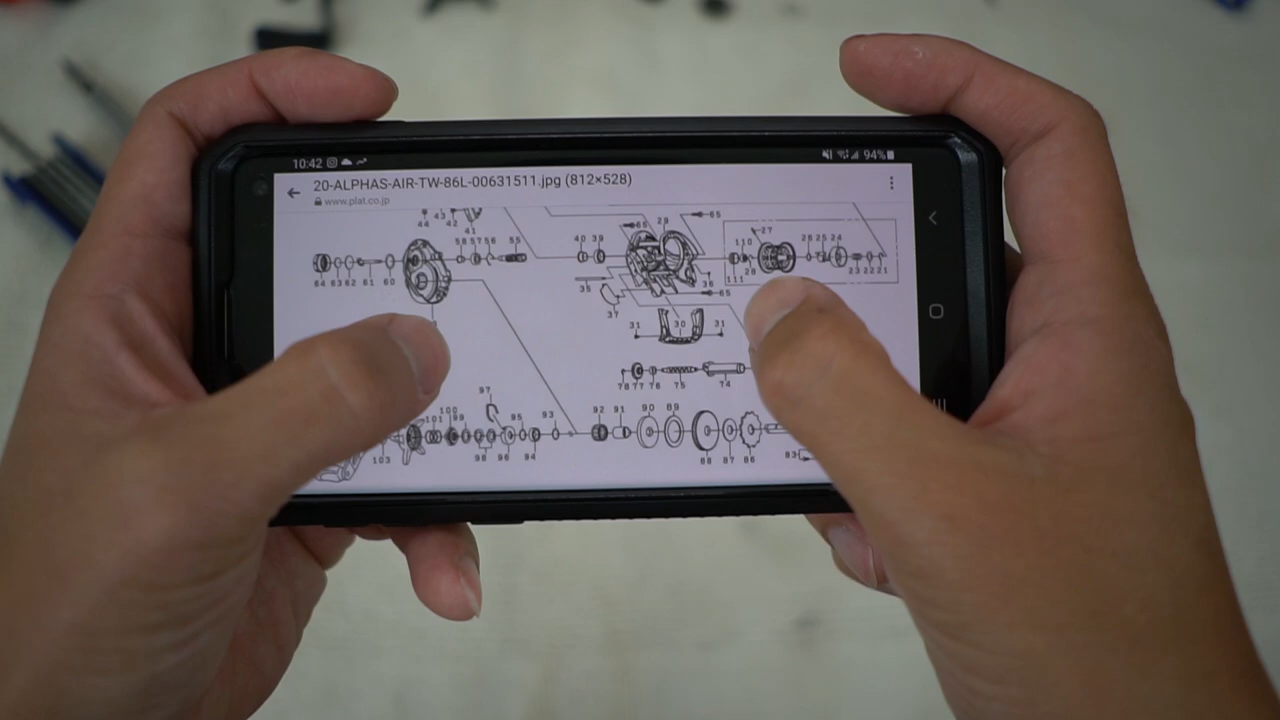 10:42 94%
20-ALPHAS-AIR-TW-86L-00631511.jpg (812×528)
www.plat.co.jp
44 43 42 41 65 29 65 27
58 57 56 55 40 39 110 26 25 24
64 63 62 61 60 35 36 28 111 23 22 21
37 65
31 30 31
78 77 76 75 74
97
101 100 99 95 93 92 91 90 89
103 98 96 94 88 87 86 83